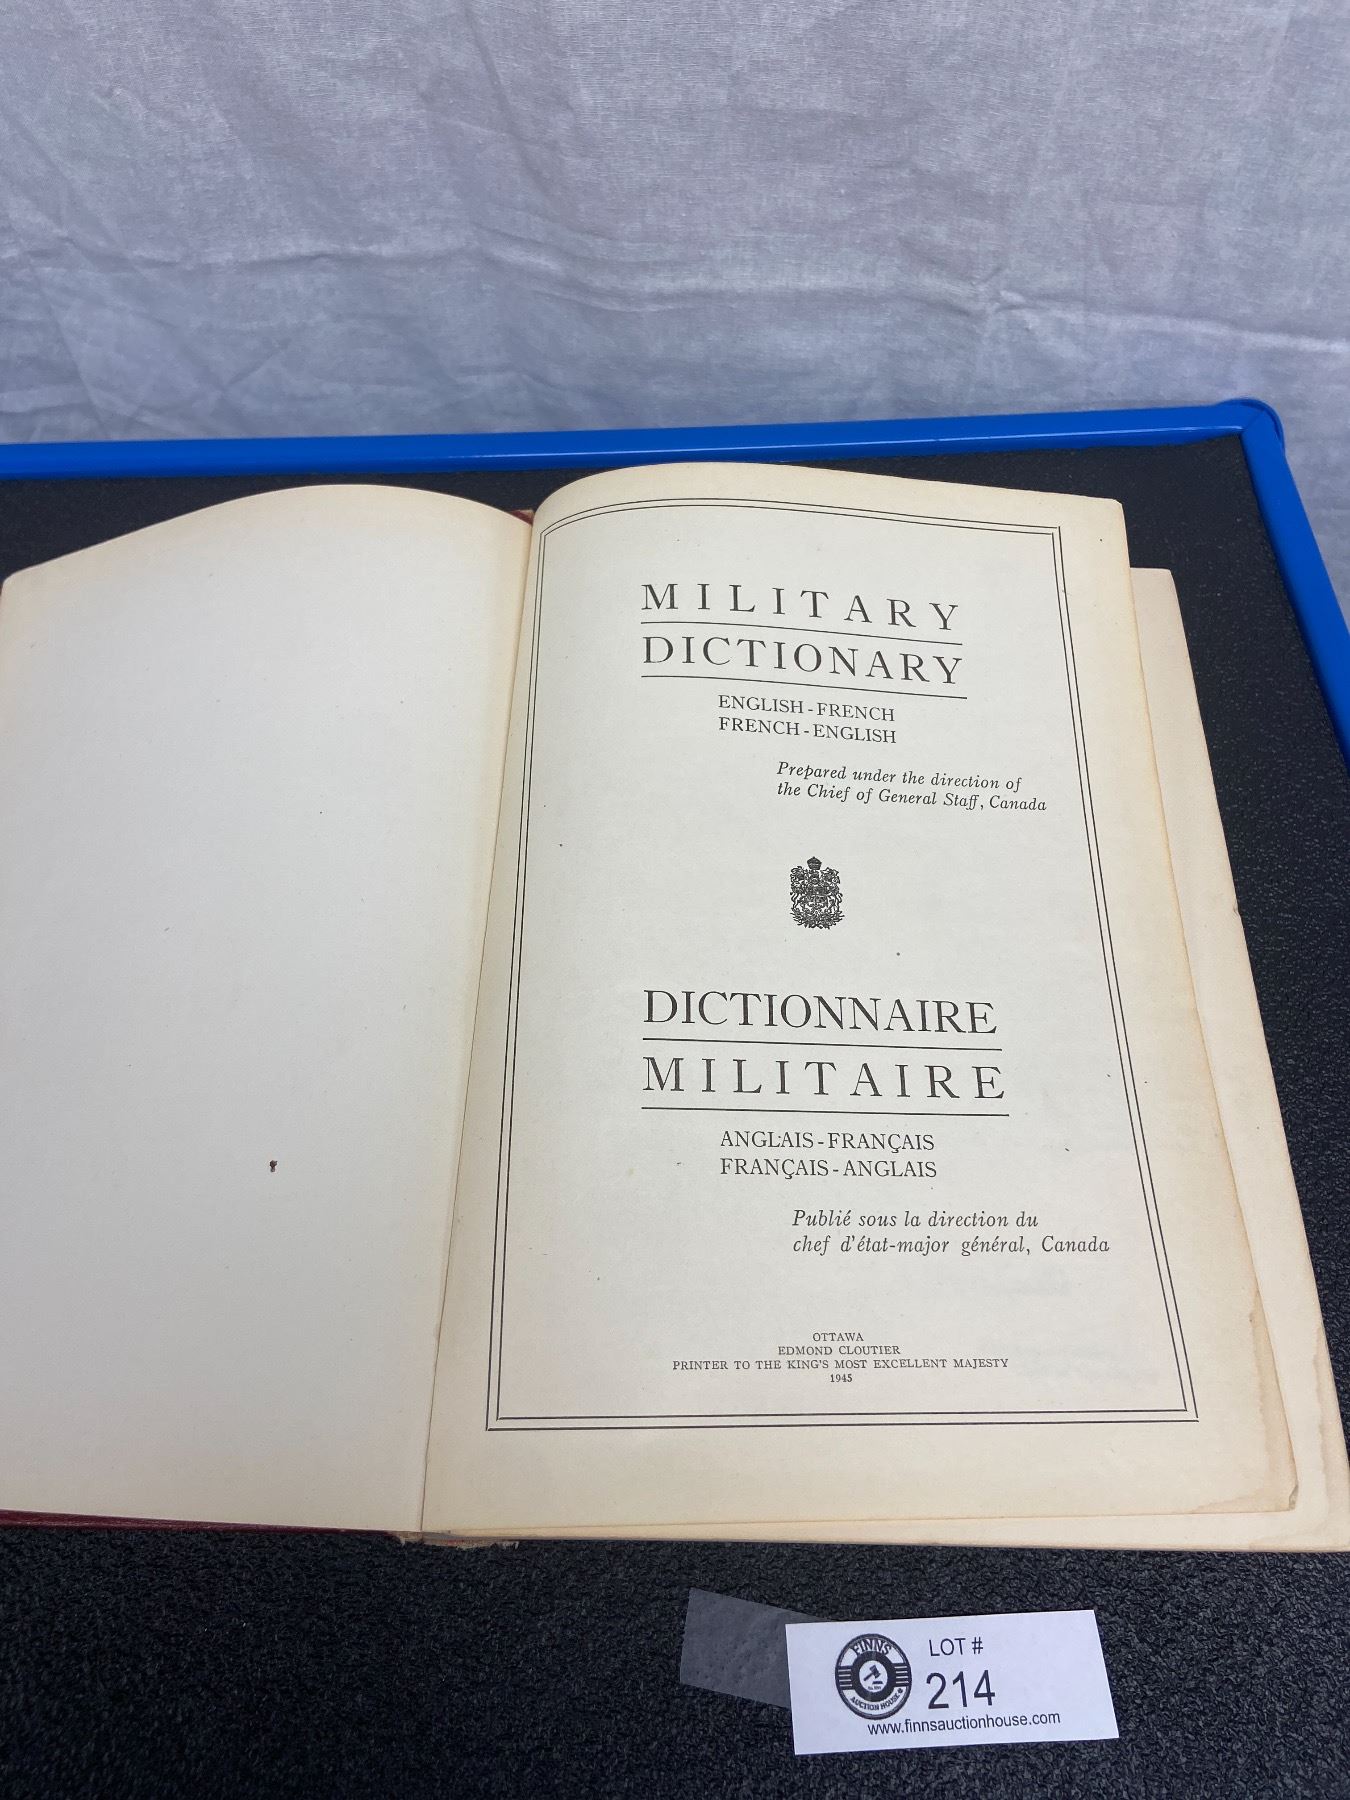 MILITARY
DICTIONARY
ENGLISH-FRENCH
FRENCH-ENGLISH
Prepared under the direction of
the Chief of General Staff, Canada
DICTIONNAIRE
MILITAIRE
ANGLAIS-FRANÇAIS
FRANÇAIS-ANGLAIS
Publié sous la direction du
chef d'état-major général, Canada
OTTAWA
EDMOND CLOUTIER
PRINTER TO THE KING'S MOST EXCELLENT MAJESTY
1945
FINNS
AUCTION HOUSE
LOT #
214
www.finnsauctionhouse.com